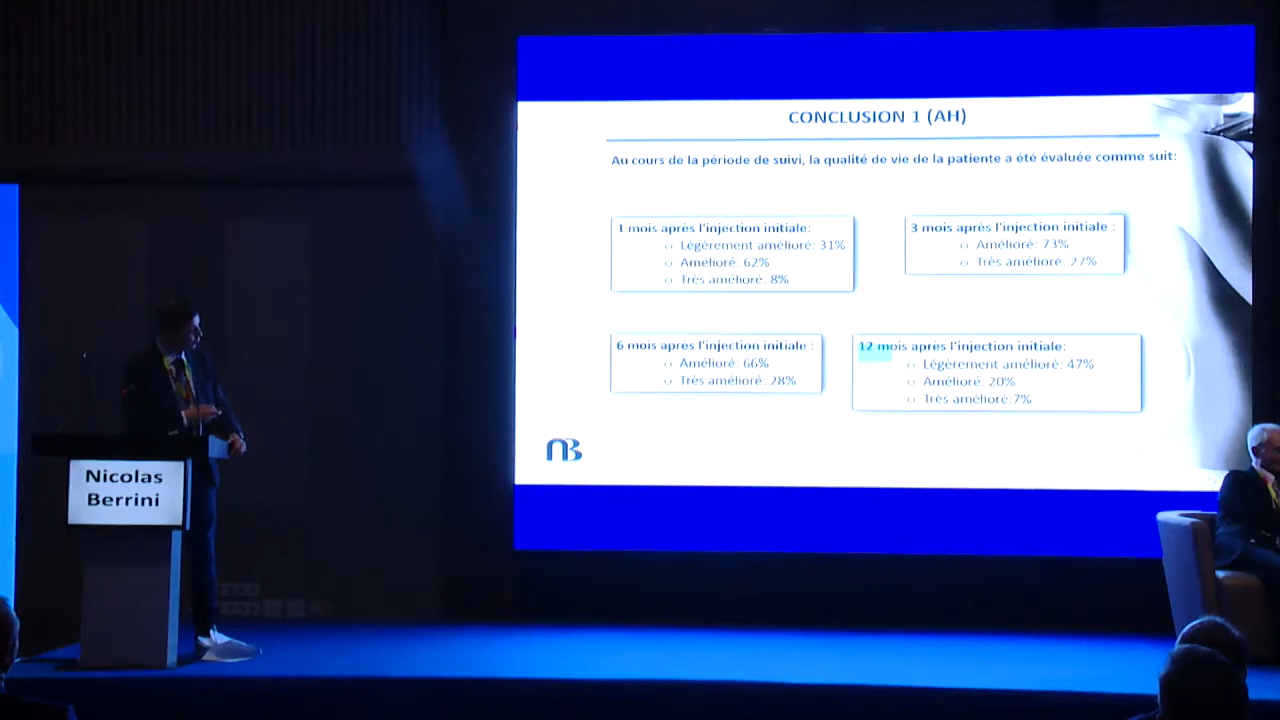 CONCLUSION 1 (AH)
Au cours de la période de suivi, la qualité de vie de la patiente a été évaluée comme suit:
1 mois après l'injection initiale:
o Légèrement amélioré: 31%
o Amélioré: 62%
o Très amélioré: 8%
3 mois après l'injection initiale :
o Amélioré: 73%
o Très amélioré: 27%
6 mois après l'injection initiale :
o Amélioré: 66%
o Très amélioré: 28%
12 mois après l'injection initiale:
o Légèrement amélioré: 47%
o Amélioré: 20%
o Très amélioré:7%
NB
Nicolas
Berrini